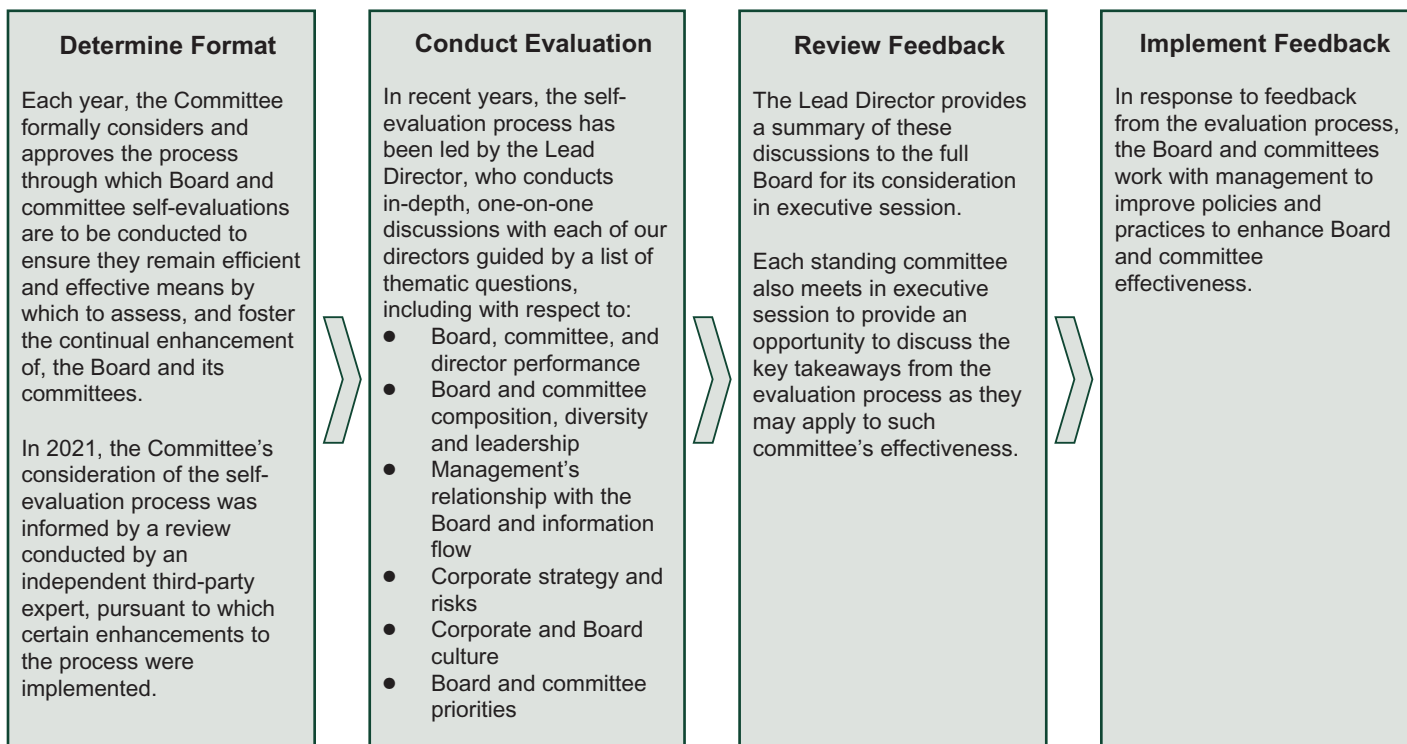 Determine Format
Each year, the Committee
formally considers and
approves the process
through which Board and
committee self-evaluations
are to be conducted to
ensure they remain efficient
and effective means by
which to assess, and foster
the continual enhancement
of, the Board and its
committees.
In 2021, the Committee’s
consideration of the self-
evaluation process was
informed by a review
conducted by an
independent third-party
expert, pursuant to which
certain enhancements to
the process were
implemented.
Conduct Evaluation
In recent years, the self-
evaluation process has
been led by the Lead
Director, who conducts
in-depth, one-on-one
discussions with each of our
directors guided by a list of
thematic questions,
including with respect to:
● Board, committee, and
director performance
● Board and committee
composition, diversity
and leadership
● Management’s
relationship with the
Board and information
flow
● Corporate strategy and
risks
● Corporate and Board
culture
● Board and committee
priorities
Review Feedback
The Lead Director provides
a summary of these
discussions to the full
Board for its consideration
in executive session.
Each standing committee
also meets in executive
session to provide an
opportunity to discuss the
key takeaways from the
evaluation process as they
may apply to such
committee’s effectiveness.
Implement Feedback
In response to feedback
from the evaluation process,
the Board and committees
work with management to
improve policies and
practices to enhance Board
and committee
effectiveness.